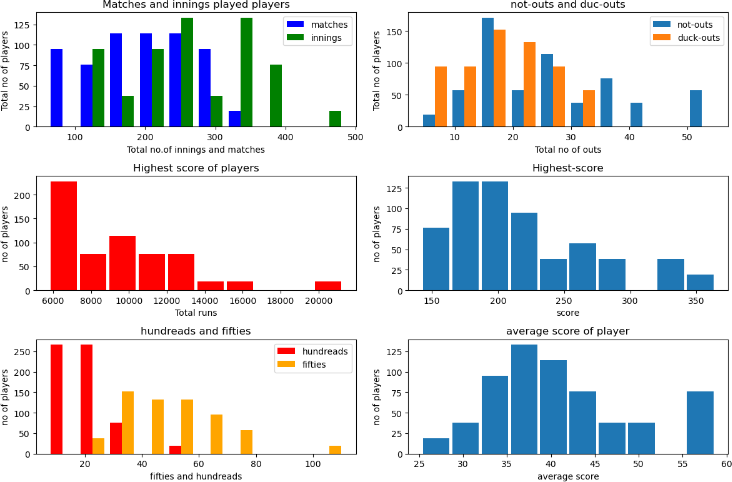 Matches and innings played players
Total no of players
125
100
75
50
25
0
100
200
300
400
500
matches
innings
Total no.of innings and matches
not-outs and duc-outs
Total no of players
150
100
50
0
10
20
30
40
50
not-outs
duck-outs
Total no of outs
Highest score of players
no of players
200
150
100
50
0
6000
8000
10000
12000
14000
16000
18000
20000
Total runs
Highest-score
no of players
125
100
75
50
25
0
150
200
250
300
350
score
hundreads and fifties
no of players
250
200
150
100
50
0
20
40
60
80
100
hundreads
fifties
fifties and hundreads
average score of player
no of players
125
100
75
50
25
0
25
30
35
40
45
50
55
60
average score